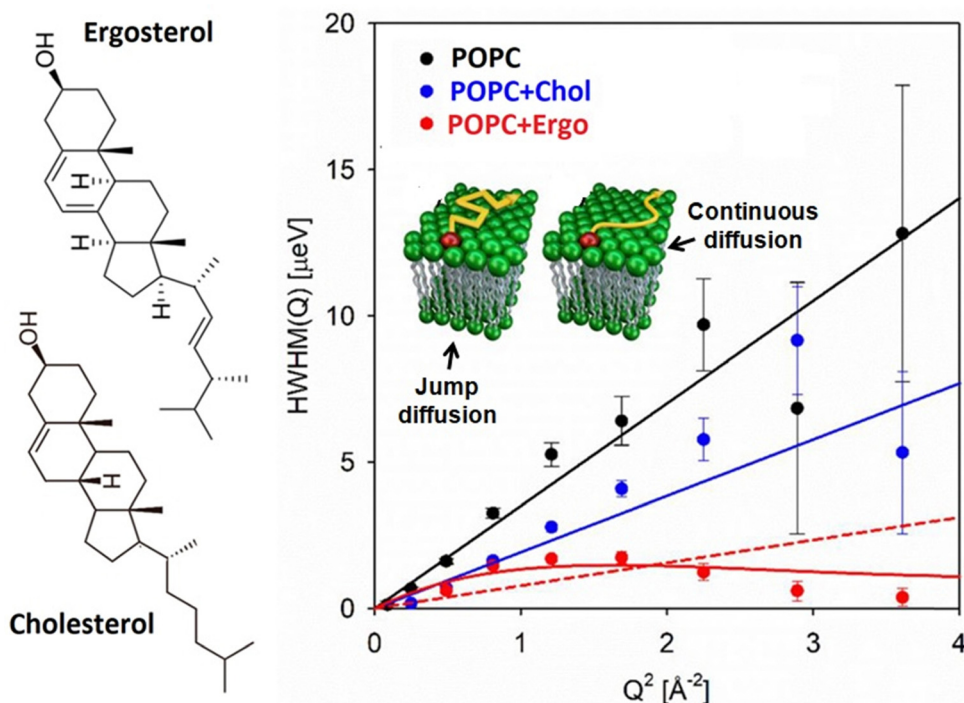 Ergosterol
OH
H
H
H
OH
H
Cholesterol
20
15
10
5
0
HWHM(Q) [µeV]
POPC
POPC+Chol
POPC+Ergo
Continuous
diffusion
Jump
diffusion
0
1
2
3
4
Q² [Å⁻²]